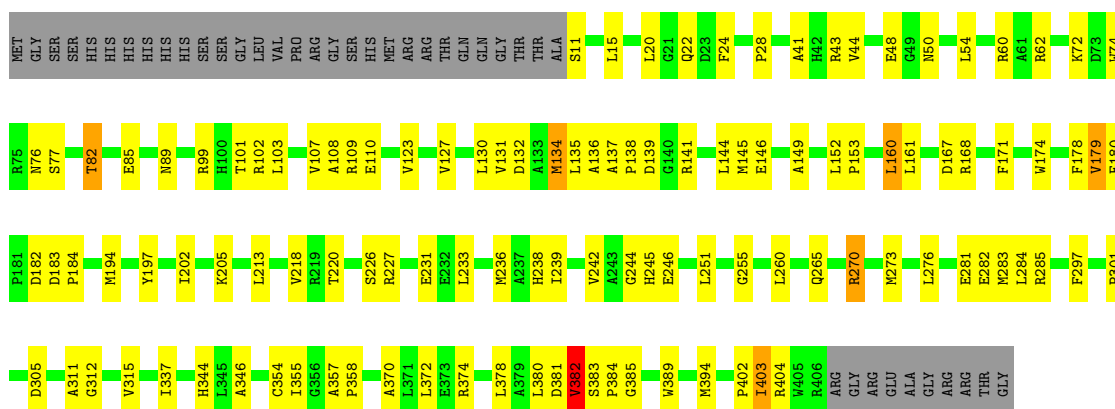 MET GLY SER SER HIS HIS HIS HIS HIS HIS SER SER GLY LEU VAL PRO ARG GLY SER HIS MET ARG ARG THR GLN GLN GLY THR THR ALA S11 L15 L20 G21 Q22 D23 F24 P28 A41 H42 R43 V44 E48 G49 N50 L54 R60 A61 R62 K72 D73 W74
R75 N76 S77 T82 E85 N89 R99 H100 T101 R102 L103 V107 A108 R109 E110 V123 V127 L130 V131 D132 A133 M134 L135 A136 A137 P138 D139 G140 R141 L144 M145 E146 A149 L152 P153 L160 L161 D167 R168 F171 W174 F178 V179
P181 D182 D183 P184 M194 Y197 I202 K205 L213 V218 R219 T220 S226 R227 E231 E232 L233 M236 A237 H238 I239 V242 A243 G244 H245 E246 L251 G255 L260 Q265 R270 M273 L276 E281 E282 M283 L284 R285 F297
D305 A311 G312 V315 I337 H344 L345 A346 C354 I355 G356 A357 P358 A370 L371 L372 E373 R374 L378 A379 L380 D381 V382 S383 P384 G385 W389 M394 P402 I403 R404 W405 R406 ARG GLY ARG GLU ALA GLY ARG ARG THR GLY